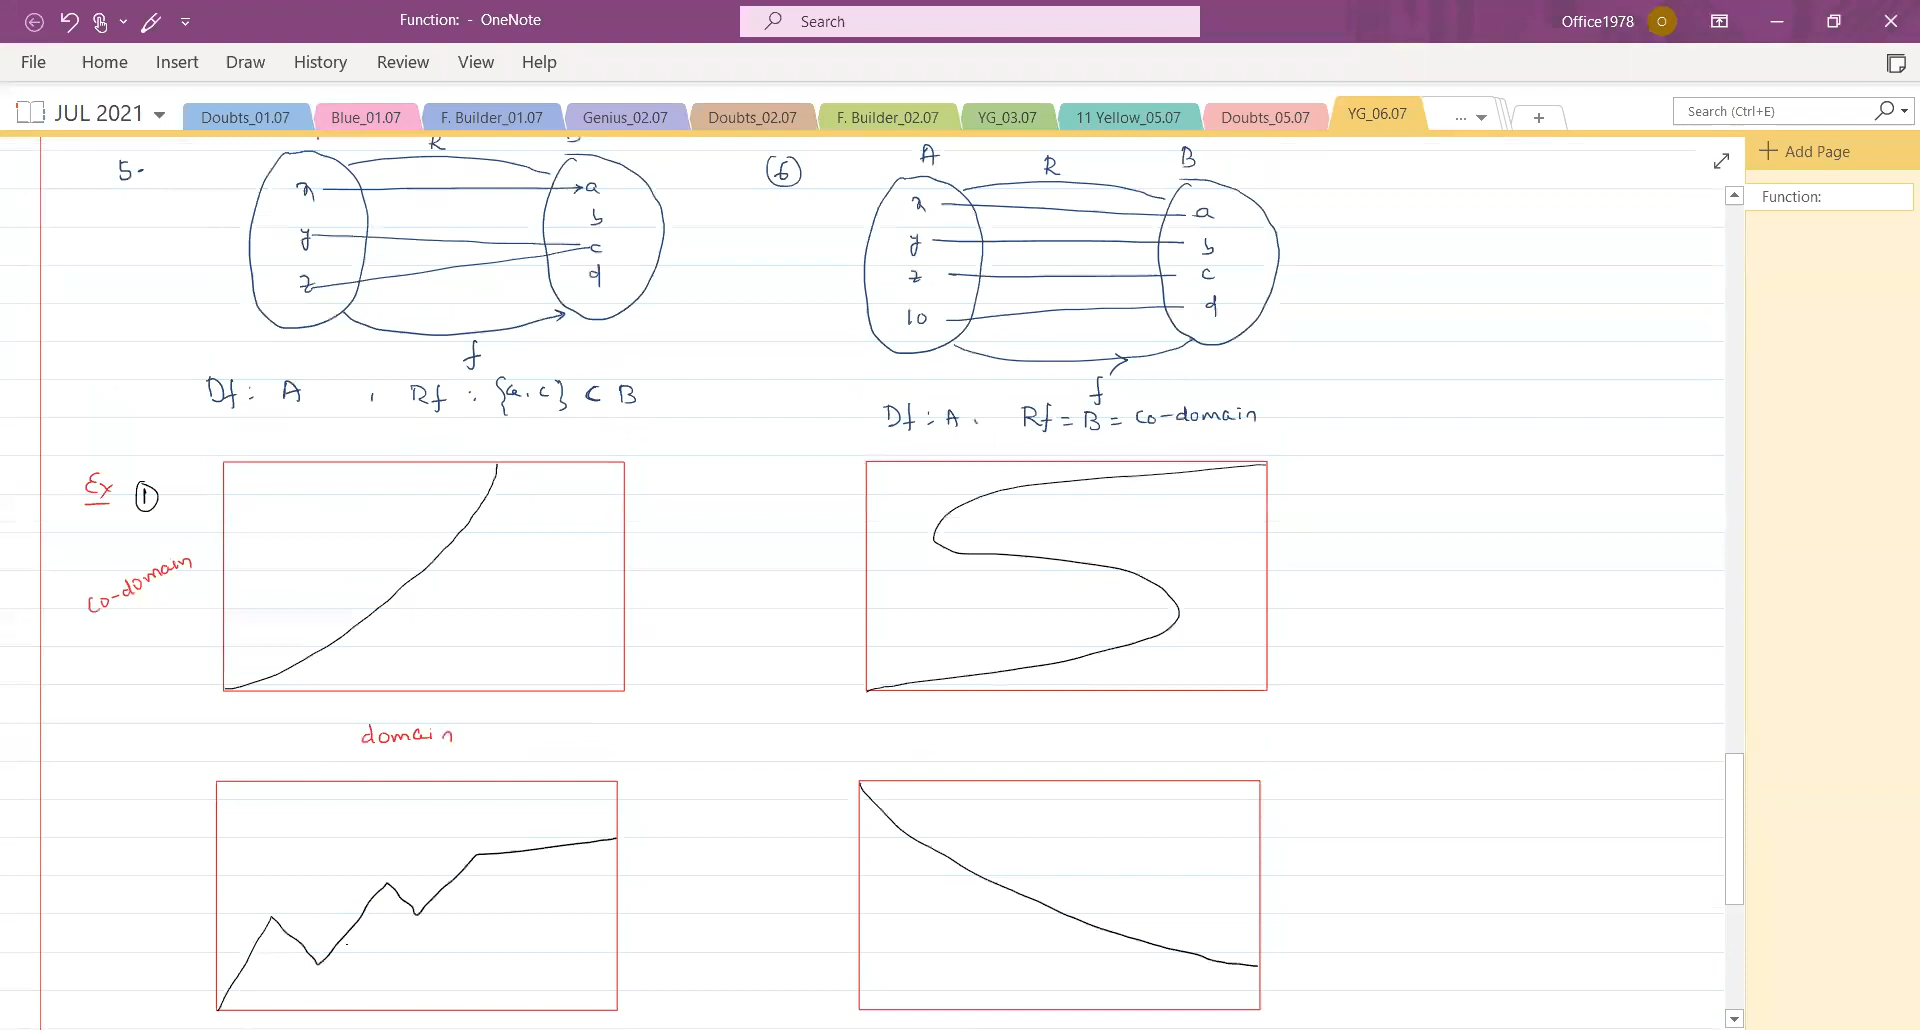 Function: - OneNote
Search
Office1978
O
File Home Insert Draw History Review View Help
JUL 2021
Doubts_01.07
Blue_01.07
F. Builder_01.07
Genius_02.07
Doubts_02.07
F. Builder_02.07
YG_03.07
11 Yellow_05.07
Doubts_05.07
YG_06.07
...
+
Search (Ctrl+E)
Add Page
Function:
5.
R
x
y
z
a
b
c
d
f
Df : A , Rf : {a, c} ⊂ B
6
A
R
B
x
y
z
10
a
b
c
d
f
Df : A . Rf = B = co-domain
Ex 1
co-domain
domain